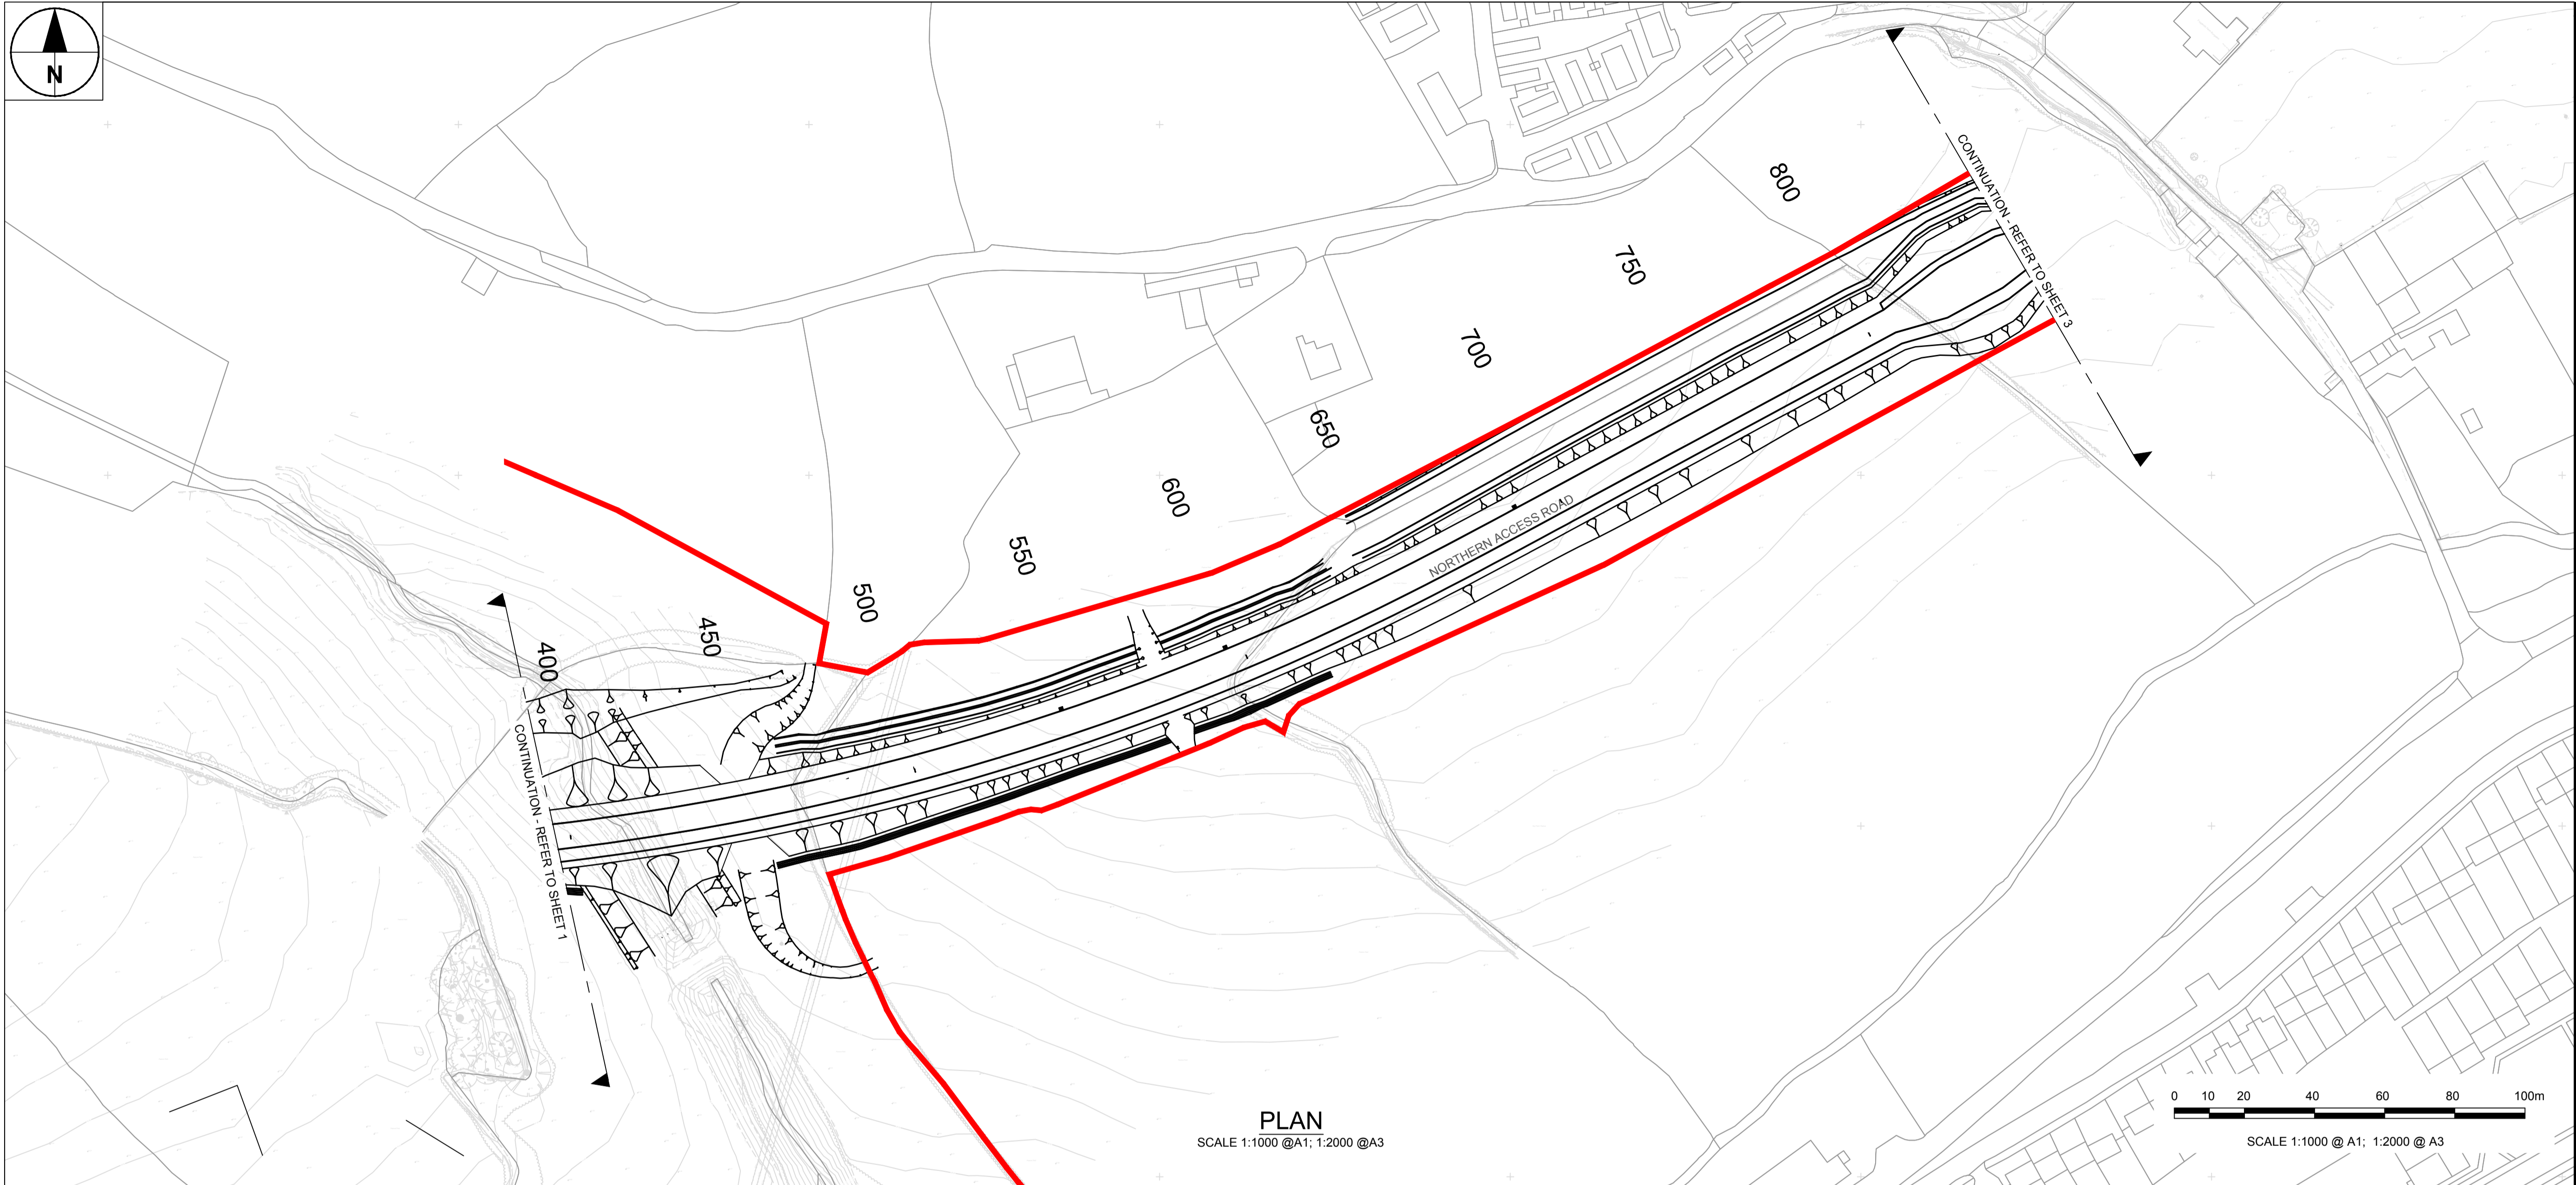 N
800
CONTINUATION - REFER TO SHEET 3
750
700
650
600
550
500
450
400
NORTHERN ACCESS ROAD
CONTINUATION - REFER TO SHEET 1
PLAN
SCALE 1:1000 @A1; 1:2000 @A3
0 10 20 40 60 80 100m
SCALE 1:1000 @ A1; 1:2000 @ A3